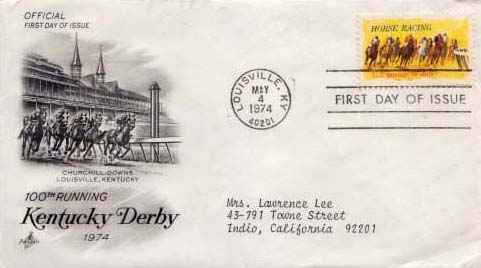 OFFICIAL
FIRST DAY OF ISSUE
CHURCHILL DOWNS
LOUISVILLE, KENTUCKY
100TH RUNNING
Kentucky Derby
1974
ArtCraft
HORSE RACING
LOUISVILLE, KY
MAY
4
1974
40201
FIRST DAY OF ISSUE
Mrs. Lawrence Lee
43-791 Towne Street
Indio, California 92201